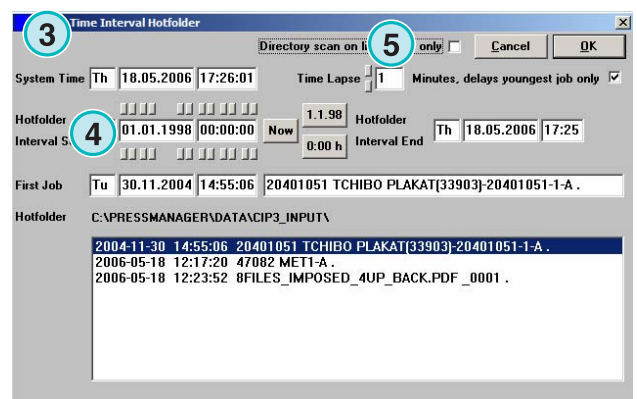 3 Time Interval Hotfolder
Directory scan on only 5
Cancel OK
System Time Th 18.05.2006 17:26:01 Time Lapse 1 Minutes, delays youngest job only
Hotfolder Interval 4 01.01.1998 00:00:00 Now 1.1.98 0:00 h Hotfolder Interval End Th 18.05.2006 17:25
First Job Tu 30.11.2004 14:55:06 20401051 TCHIBO PLAKAT(33903)-20401051-1-A .
Hotfolder C:\PRESSMANAGER\DATA\CIP3_INPUT\
2004-11-30 14:55:06 20401051 TCHIBO PLAKAT(33903)-20401051-1-A .
2006-05-18 12:17:20 47082 MET1-A .
2006-05-18 12:23:52 8FILES_IMPOSED_4UP_BACK.PDF _0001 .